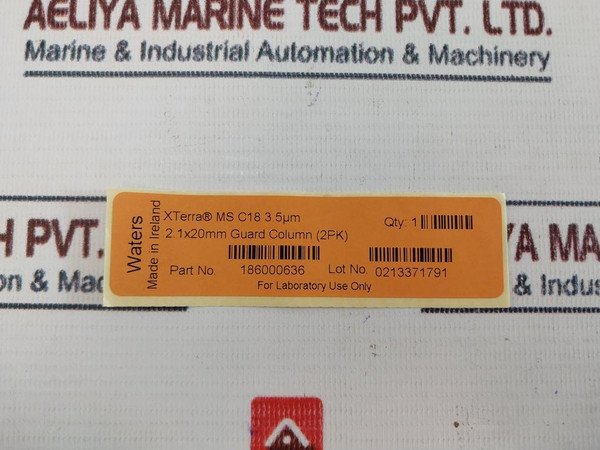 AELIYA MARINE TECH PVT. LTD.
Marine & Industrial Automation & Machinery
Waters
Made in Ireland
XTerra® MS C18 3.5µm
Qty: 1
2.1x20mm Guard Column (2PK)
Part No. 186000636 Lot No. 0213371791
For Laboratory Use Only
H PVT.
on & Mac
YA MA
& Indus